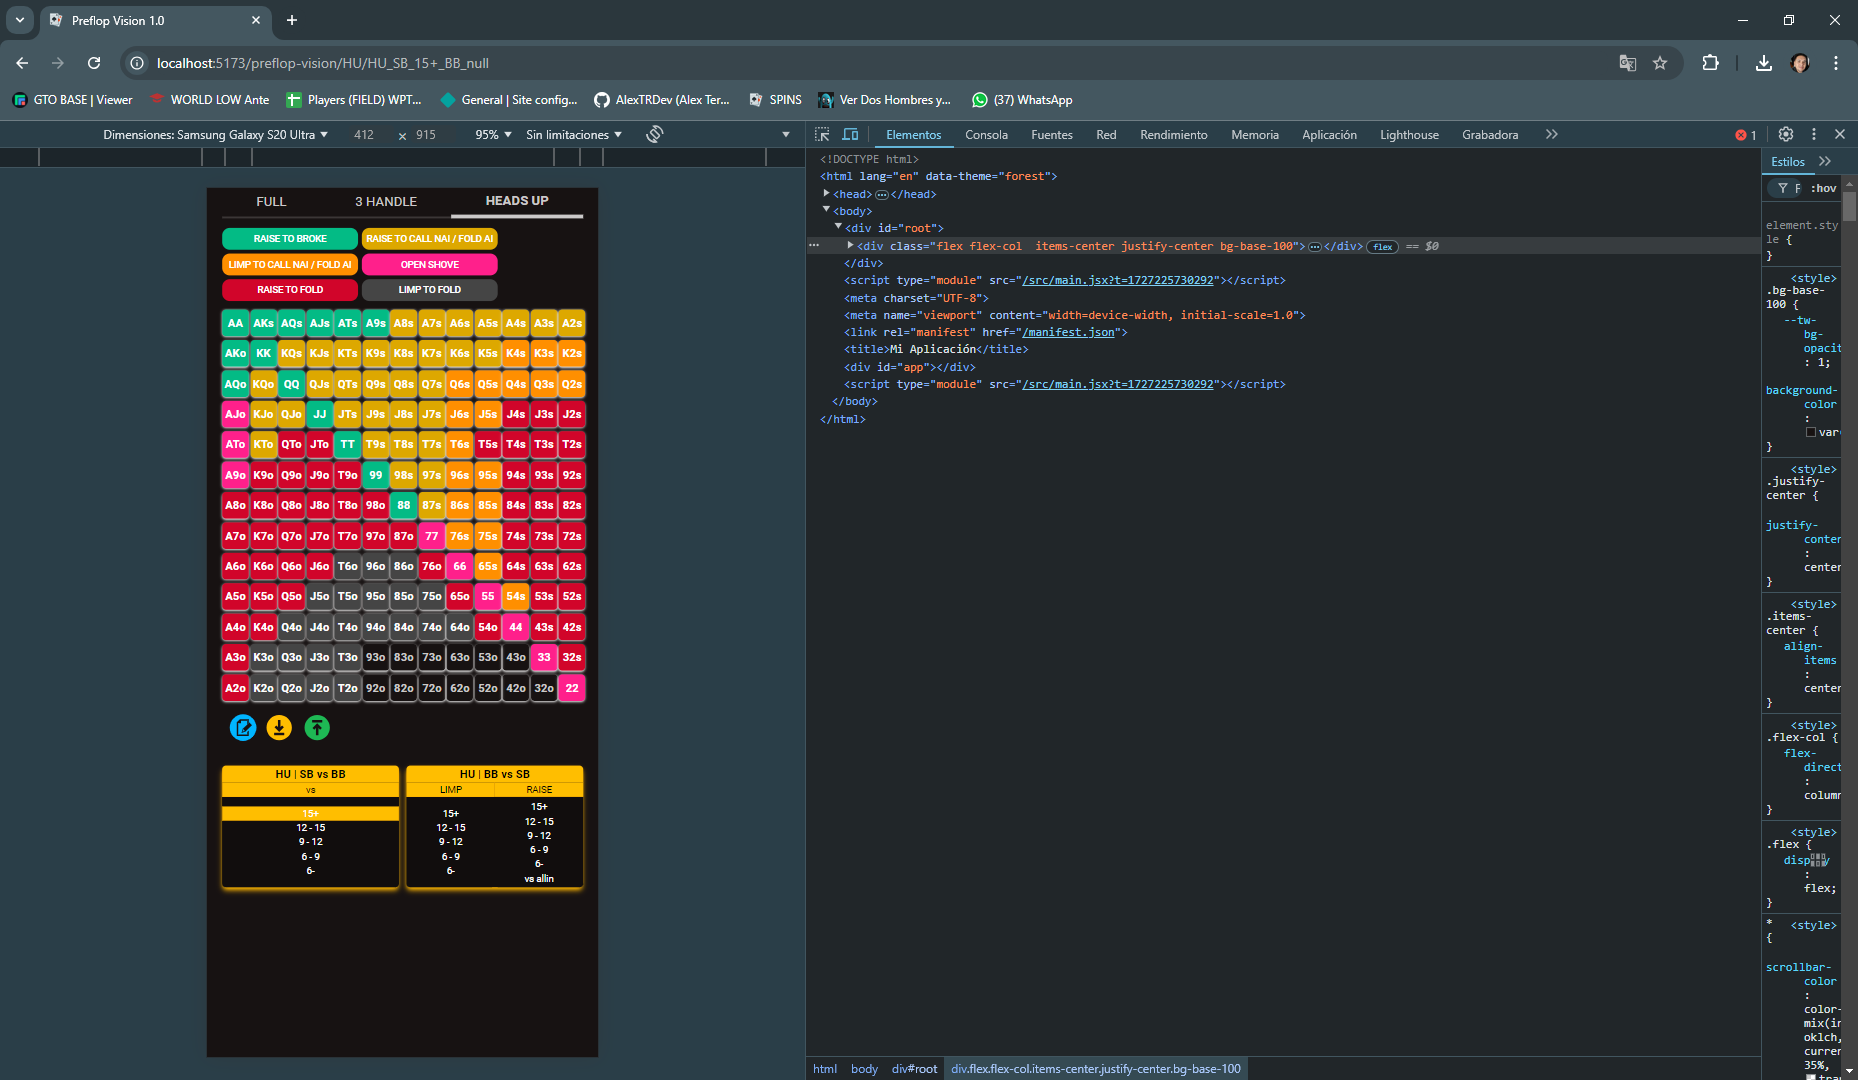 Preflop Vision 1.0
localhost:5173/preflop-vision/HU/HU_SB_15+_BB_null
GTO BASE | Viewer
WORLD LOW Ante
Players (FIELD) WPT...
General | Site config...
AlexTRDev (Alex Ter...
SPINS
Ver Dos Hombres y...
(37) WhatsApp
Dimensiones: Samsung Galaxy S20 Ultra
412 × 915
95%
Sin limitaciones
FULL 3 HANDLE HEADS UP
RAISE TO BROKE RAISE TO CALL NAI / FOLD AI
LIMP TO CALL NAI / FOLD AI OPEN SHOVE
RAISE TO FOLD LIMP TO FOLD
AA AKs AQs AJs ATs A9s A8s A7s A6s A5s A4s A3s A2s
AKo KK KQs KJs KTs K9s K8s K7s K6s K5s K4s K3s K2s
AQo KQo QQ QJs QTs Q9s Q8s Q7s Q6s Q5s Q4s Q3s Q2s
AJo KJo QJo JJ JTs J9s J8s J7s J6s J5s J4s J3s J2s
ATo KTo QTo JTo TT T9s T8s T7s T6s T5s T4s T3s T2s
A9o K9o Q9o J9o T9o 99 98s 97s 96s 95s 94s 93s 92s
A8o K8o Q8o J8o T8o 98o 88 87s 86s 85s 84s 83s 82s
A7o K7o Q7o J7o T7o 97o 87o 77 76s 75s 74s 73s 72s
A6o K6o Q6o J6o T6o 96o 86o 76o 66 65s 64s 63s 62s
A5o K5o Q5o J5o T5o 95o 85o 75o 65o 55 54s 53s 52s
A4o K4o Q4o J4o T4o 94o 84o 74o 64o 54o 44 43s 42s
A3o K3o Q3o J3o T3o 93o 83o 73o 63o 53o 43o 33 32s
A2o K2o Q2o J2o T2o 92o 82o 72o 62o 52o 42o 32o 22
HU | SB vs BB
vs
15+
12 - 15
9 - 12
6 - 9
6-
HU | BB vs SB
LIMP
15+
12 - 15
9 - 12
6 - 9
6-
RAISE
15+
12 - 15
9 - 12
6 - 9
6-
vs allin
Elementos Consola Fuentes Red Rendimiento Memoria Aplicación Lighthouse Grabadora
1
<!DOCTYPE html>
<html lang="en" data-theme="forest">
<head>…</head>
<body>
<div id="root">
<div class="flex flex-col  items-center justify-center bg-base-100">…</div> flex == $0
</div>
<script type="module" src="/src/main.jsx?t=1727225730292"></script>
<meta charset="UTF-8">
<meta name="viewport" content="width=device-width, initial-scale=1.0">
<link rel="manifest" href="/manifest.json">
<title>Mi Aplicación</title>
<div id="app"></div>
<script type="module" src="/src/main.jsx?t=1727225730292"></script>
</body>
</html>
html body div#root div.flex.flex-col.items-center.justify-center.bg-base-100
Estilos
F :hov
element.sty
le {
}
<style>
.bg-base-
100 {
--tw-
bg-
opacit
: 1;
background-
color
:
var
}
<style>
.justify-
center {
justify-
conten
:
center
}
<style>
.items-
center {
align-
items
:
center
}
<style>
.flex-col {
flex-
direct
:
column
}
<style>
.flex {
display
:
flex;
}
* <style>
{
scrollbar-
color
:
color-
mix(in
oklch,
curren
35%,
tran